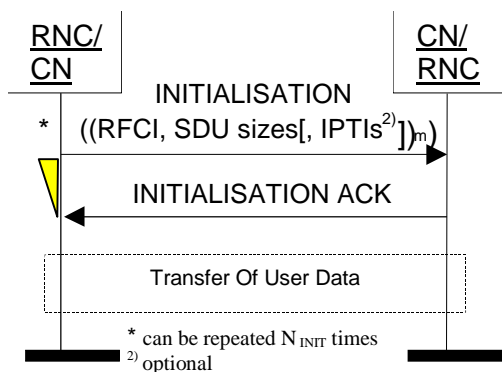 RNC/
CN
CN/
RNC
INITIALISATION
* ((RFCI, SDU sizes[, IPTIs2)])m)
INITIALISATION ACK
Transfer Of User Data
* can be repeated N INIT times
2) optional